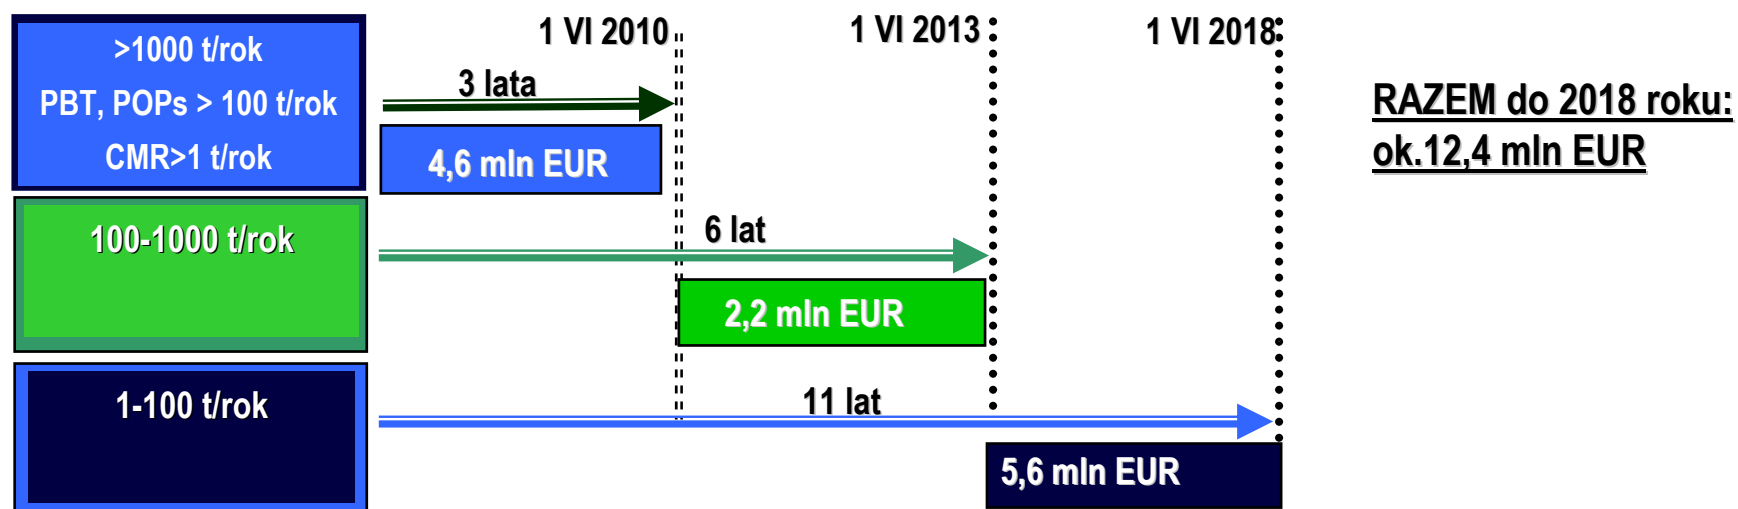 >1000 t/rok
PBT, POPs > 100 t/rok
CMR>1 t/rok
1 VI 2010
1 VI 2013
1 VI 2018
3 lata
4,6 mln EUR
RAZEM do 2018 roku:
ok.12,4 mln EUR
100-1000 t/rok
6 lat
2,2 mln EUR
1-100 t/rok
11 lat
5,6 mln EUR